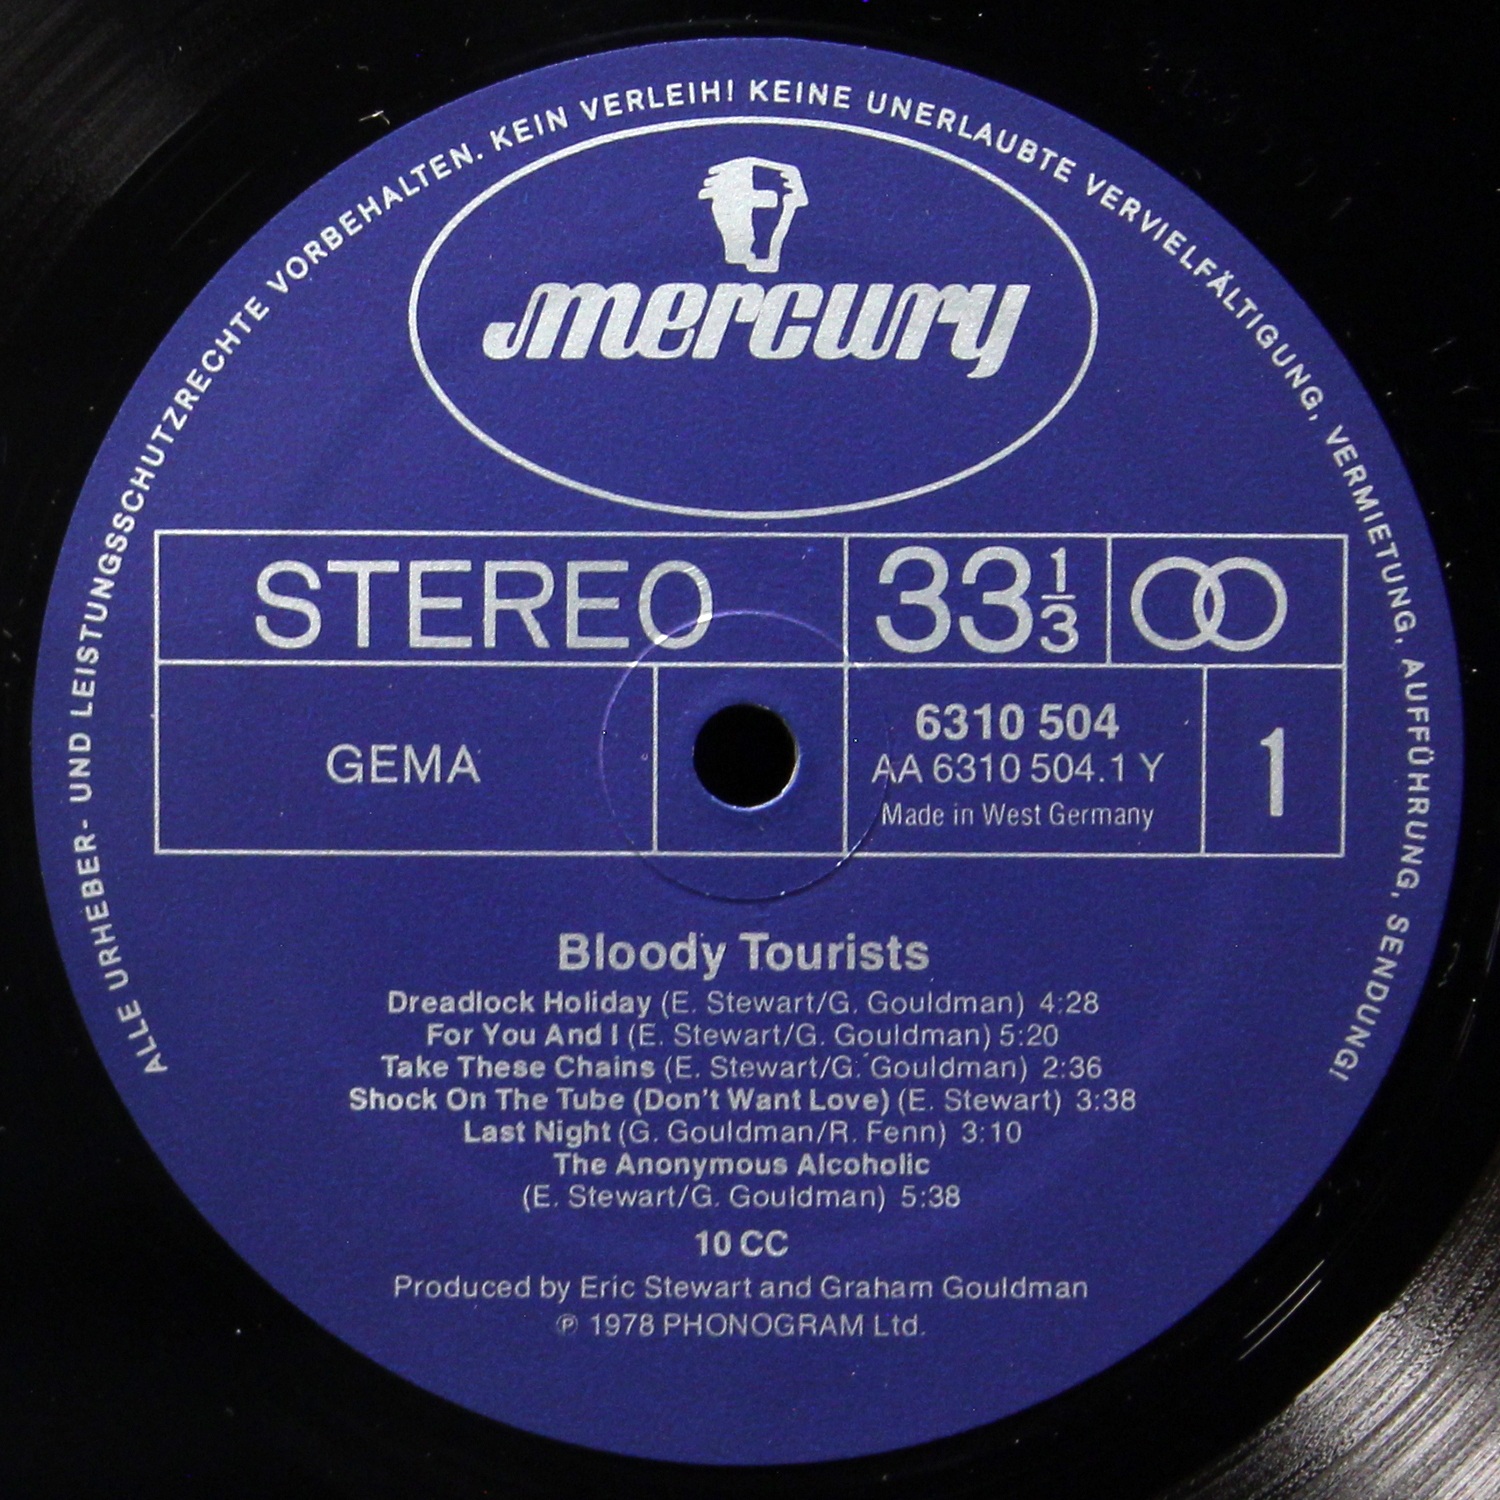 ALLE URHEBER- UND LEISTUNGSSCHUTZRECHTE VORBEHALTEN. KEIN VERLEIH! KEINE UNERLAUBTE VERVIELFÄLTIGUNG, VERMIETUNG, AUFFÜHRUNG, SENDUNG!
mercury
STEREO 33 1/3
GEMA
6310 504
AA 6310 504.1 Y
Made in West Germany
1
Bloody Tourists
Dreadlock Holiday (E. Stewart/G. Gouldman) 4:28
For You And I (E. Stewart/G. Gouldman) 5:20
Take These Chains (E. Stewart/G. Gouldman) 2:36
Shock On The Tube (Don't Want Love) (E. Stewart) 3:38
Last Night (G. Gouldman/R. Fenn) 3:10
The Anonymous Alcoholic
(E. Stewart/G. Gouldman) 5:38
10 CC
Produced by Eric Stewart and Graham Gouldman
℗ 1978 PHONOGRAM Ltd.